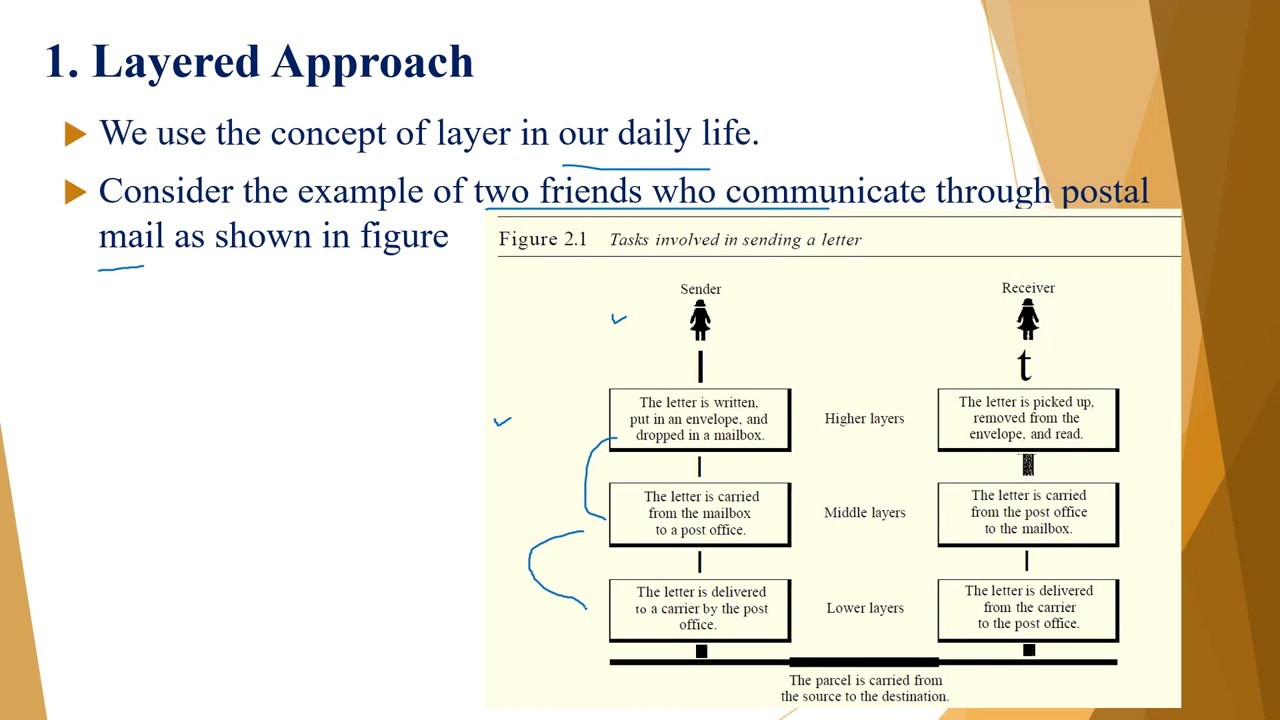 1. Layered Approach
We use the concept of layer in our daily life.
Consider the example of two friends who communicate through postal
mail as shown in figure
Figure 2.1 Tasks involved in sending a letter
Sender
Receiver
l
t
The letter is written,
put in an envelope, and
dropped in a mailbox.
Higher layers
The letter is picked up,
removed from the
envelope, and read.
The letter is carried
from the mailbox
to a post office.
Middle layers
The letter is carried
from the post office
to the mailbox.
The letter is delivered
to a carrier by the post
office.
Lower layers
The letter is delivered
from the carrier
to the post office.
The parcel is carried from
the source to the destination.